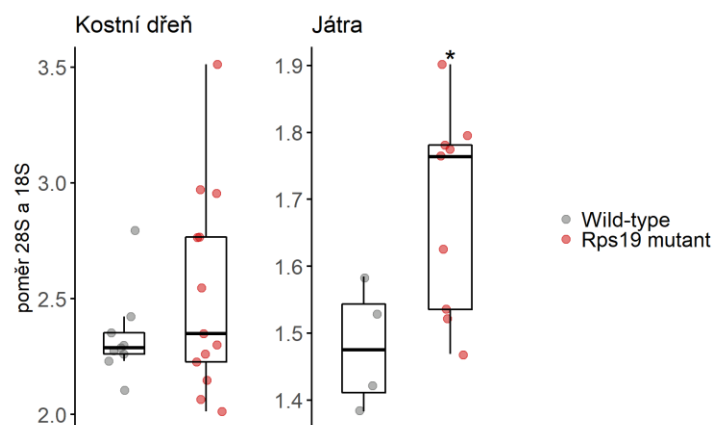 Kostní dřeň
Játra
poměr 28S a 18S
3.5
3.0
2.5
2.0
1.9
1.8
1.7
1.6
1.5
1.4
*
Wild-type
Rps19 mutant